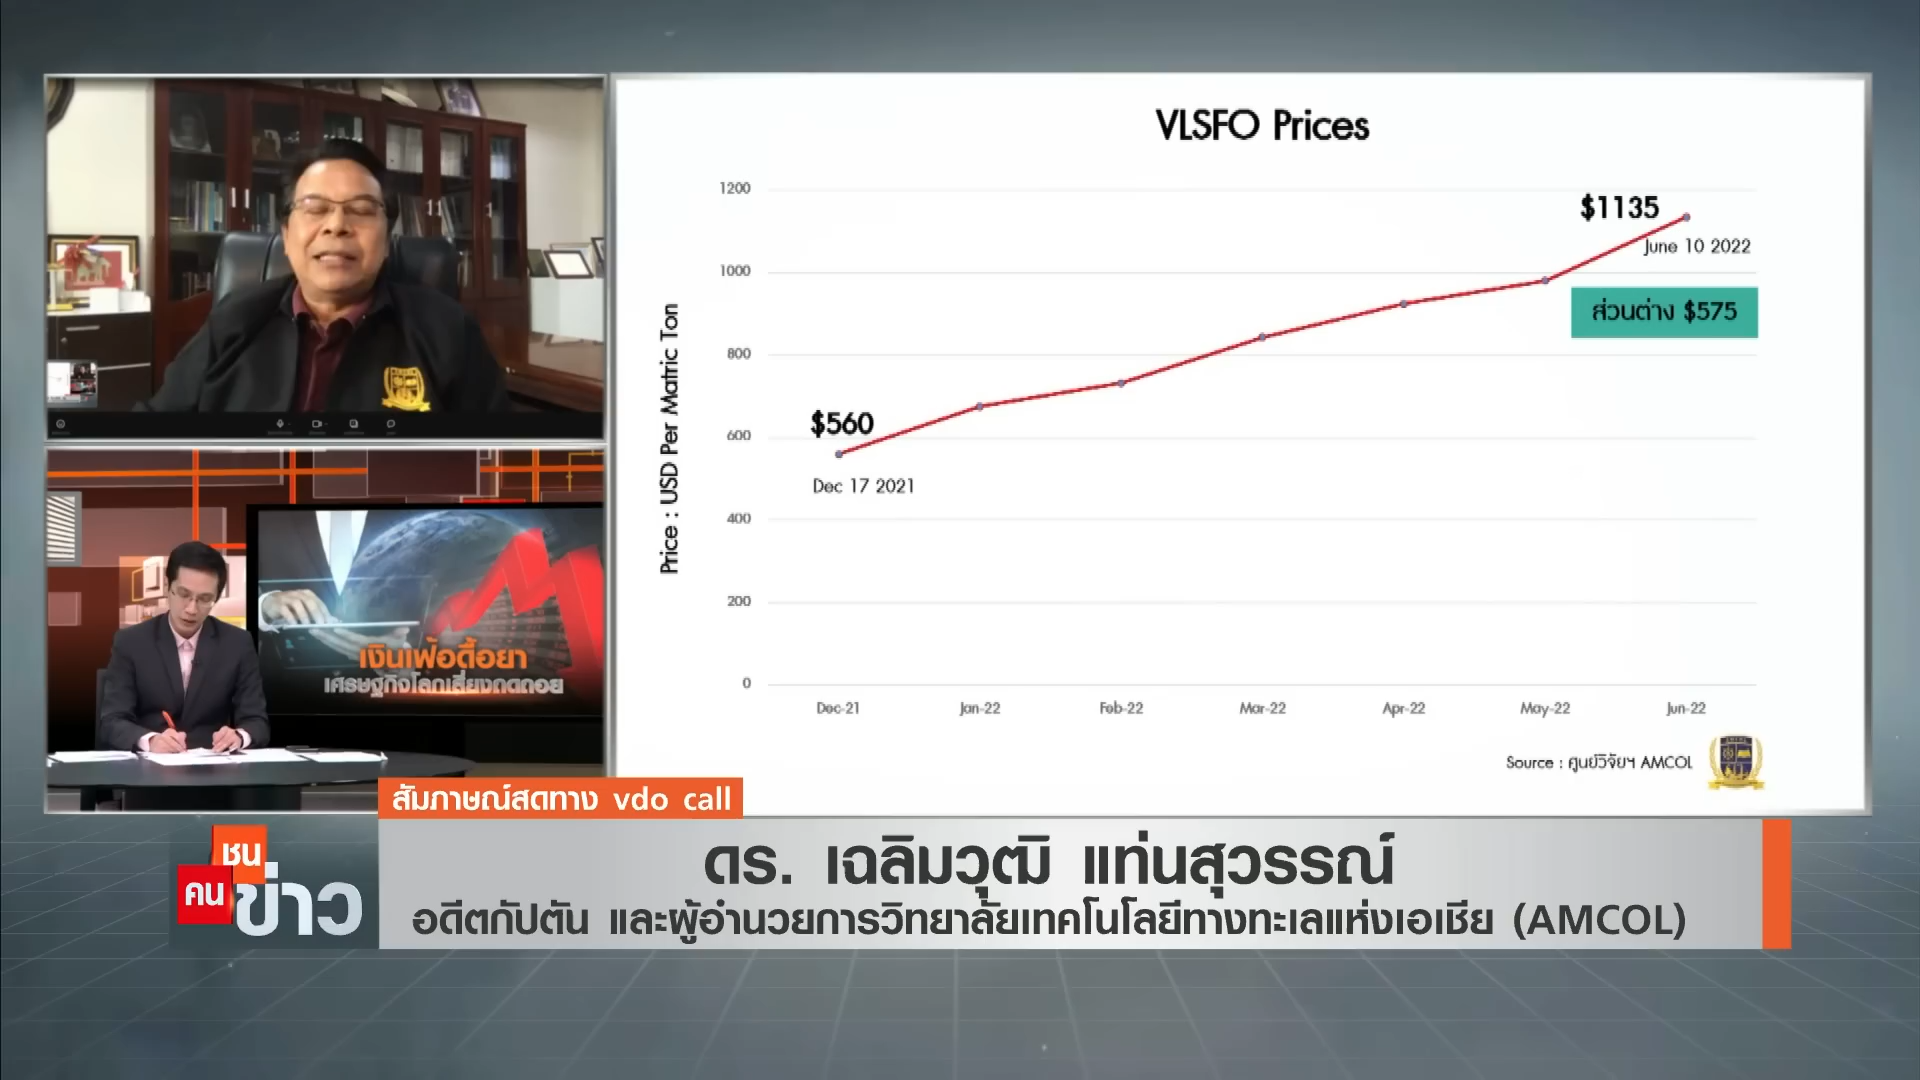 VLSFO Prices
Price : USD Per Matric Ton
1200
1000
800
600
400
200
0
$560
Dec 17 2021
$1135
June 10 2022
ส่วนต่าง $575
Dec-21
Jan-22
Feb-22
Mar-22
Apr-22
May-22
Jun-22
Source : ศูนย์วิจัยฯ AMCOL
เงินเฟ้อดื้อยา
เศรษฐกิจโลกเสี่ยงถดถอย
สัมภาษณ์สดทาง vdo call
ชน
คน
ข่าว
ดร. เฉลิมวุฒิ แท่นสุวรรณ์
อดีตกัปตัน และผู้อำนวยการวิทยาลัยเทคโนโลยีทางทะเลแห่งเอเชีย (AMCOL)